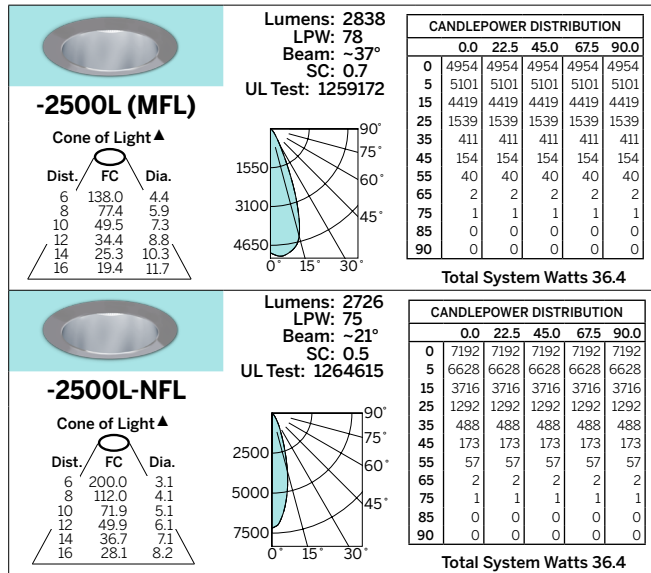 Lumens: 2838
LPW: 78
Beam: ~37°
SC: 0.7
UL Test: 1259172
-2500L (MFL)
Cone of Light▲
Dist. FC Dia.
6 138.0 4.4
8 77.4 5.9
10 49.5 7.3
12 34.4 8.8
14 25.3 10.3
16 19.4 11.7
90°
75°
1550
60°
3100
45°
4650
0° 15° 30°
CANDLEPOWER DISTRIBUTION
0.0 22.5 45.0 67.5 90.0
0 4954 4954 4954 4954 4954
5 5101 5101 5101 5101 5101
15 4419 4419 4419 4419 4419
25 1539 1539 1539 1539 1539
35 411 411 411 411 411
45 154 154 154 154 154
55 40 40 40 40 40
65 2 2 2 2 2
75 1 1 1 1 1
85 0 0 0 0 0
90 0 0 0 0 0
Total System Watts 36.4
Lumens: 2726
LPW: 75
Beam: ~21°
SC: 0.5
UL Test: 1264615
-2500L-NFL
Cone of Light▲
Dist. FC Dia.
6 200.0 3.1
8 112.0 4.1
10 71.9 5.1
12 49.9 6.1
14 36.7 7.1
16 28.1 8.2
90°
75°
2500
60°
5000
45°
7500
0° 15° 30°
CANDLEPOWER DISTRIBUTION
0.0 22.5 45.0 67.5 90.0
0 7192 7192 7192 7192 7192
5 6628 6628 6628 6628 6628
15 3716 3716 3716 3716 3716
25 1292 1292 1292 1292 1292
35 488 488 488 488 488
45 173 173 173 173 173
55 57 57 57 57 57
65 2 2 2 2 2
75 1 1 1 1 1
85 0 0 0 0 0
90 0 0 0 0 0
Total System Watts 36.4